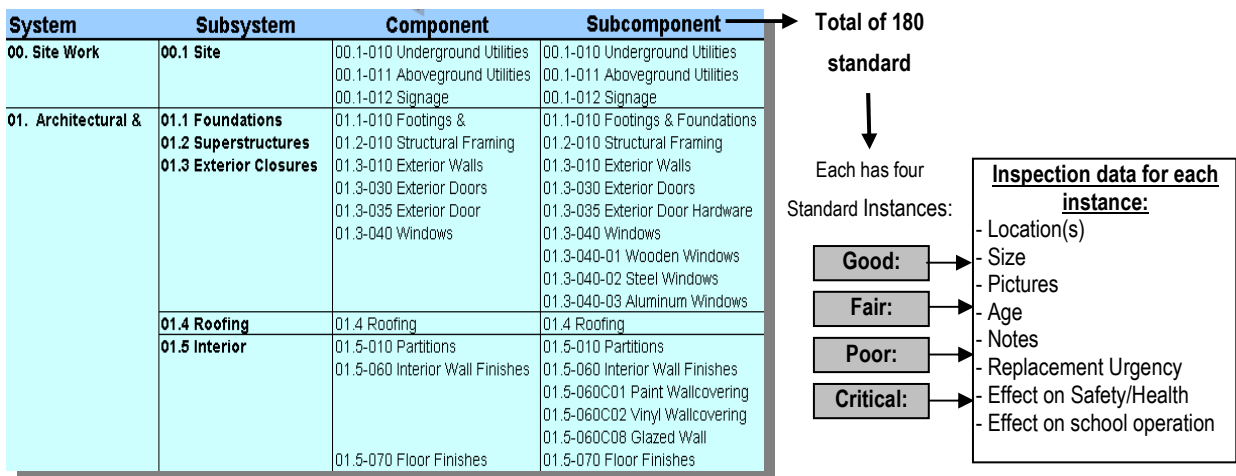 System Subsystem Component Subcomponent
00. Site Work 00.1 Site 00.1-010 Underground Utilities 00.1-010 Underground Utilities
00.1-011 Aboveground Utilities 00.1-011 Aboveground Utilities
00.1-012 Signage 00.1-012 Signage
01. Architectural & 01.1 Foundations 01.1-010 Footings & 01.1-010 Footings & Foundations
01.2 Superstructures 01.2-010 Structural Framing 01.2-010 Structural Framing
01.3 Exterior Closures 01.3-010 Exterior Walls 01.3-010 Exterior Walls
01.3-030 Exterior Doors 01.3-030 Exterior Doors
01.3-035 Exterior Door 01.3-035 Exterior Door Hardware
01.3-040 Windows 01.3-040 Windows
01.3-040-01 Wooden Windows
01.3-040-02 Steel Windows
01.3-040-03 Aluminum Windows
01.4 Roofing 01.4 Roofing 01.4 Roofing
01.5 Interior 01.5-010 Partitions 01.5-010 Partitions
01.5-060 Interior Wall Finishes 01.5-060 Interior Wall Finishes
01.5-060C01 Paint Wallcovering
01.5-060C02 Vinyl Wallcovering
01.5-060C08 Glazed Wall
01.5-070 Floor Finishes 01.5-070 Floor Finishes
Total of 180
standard
Each has four
Standard Instances:
Good:
Fair:
Poor:
Critical:
Inspection data for each
instance:
- Location(s)
- Size
- Pictures
- Age
- Notes
- Replacement Urgency
- Effect on Safety/Health
- Effect on school operation